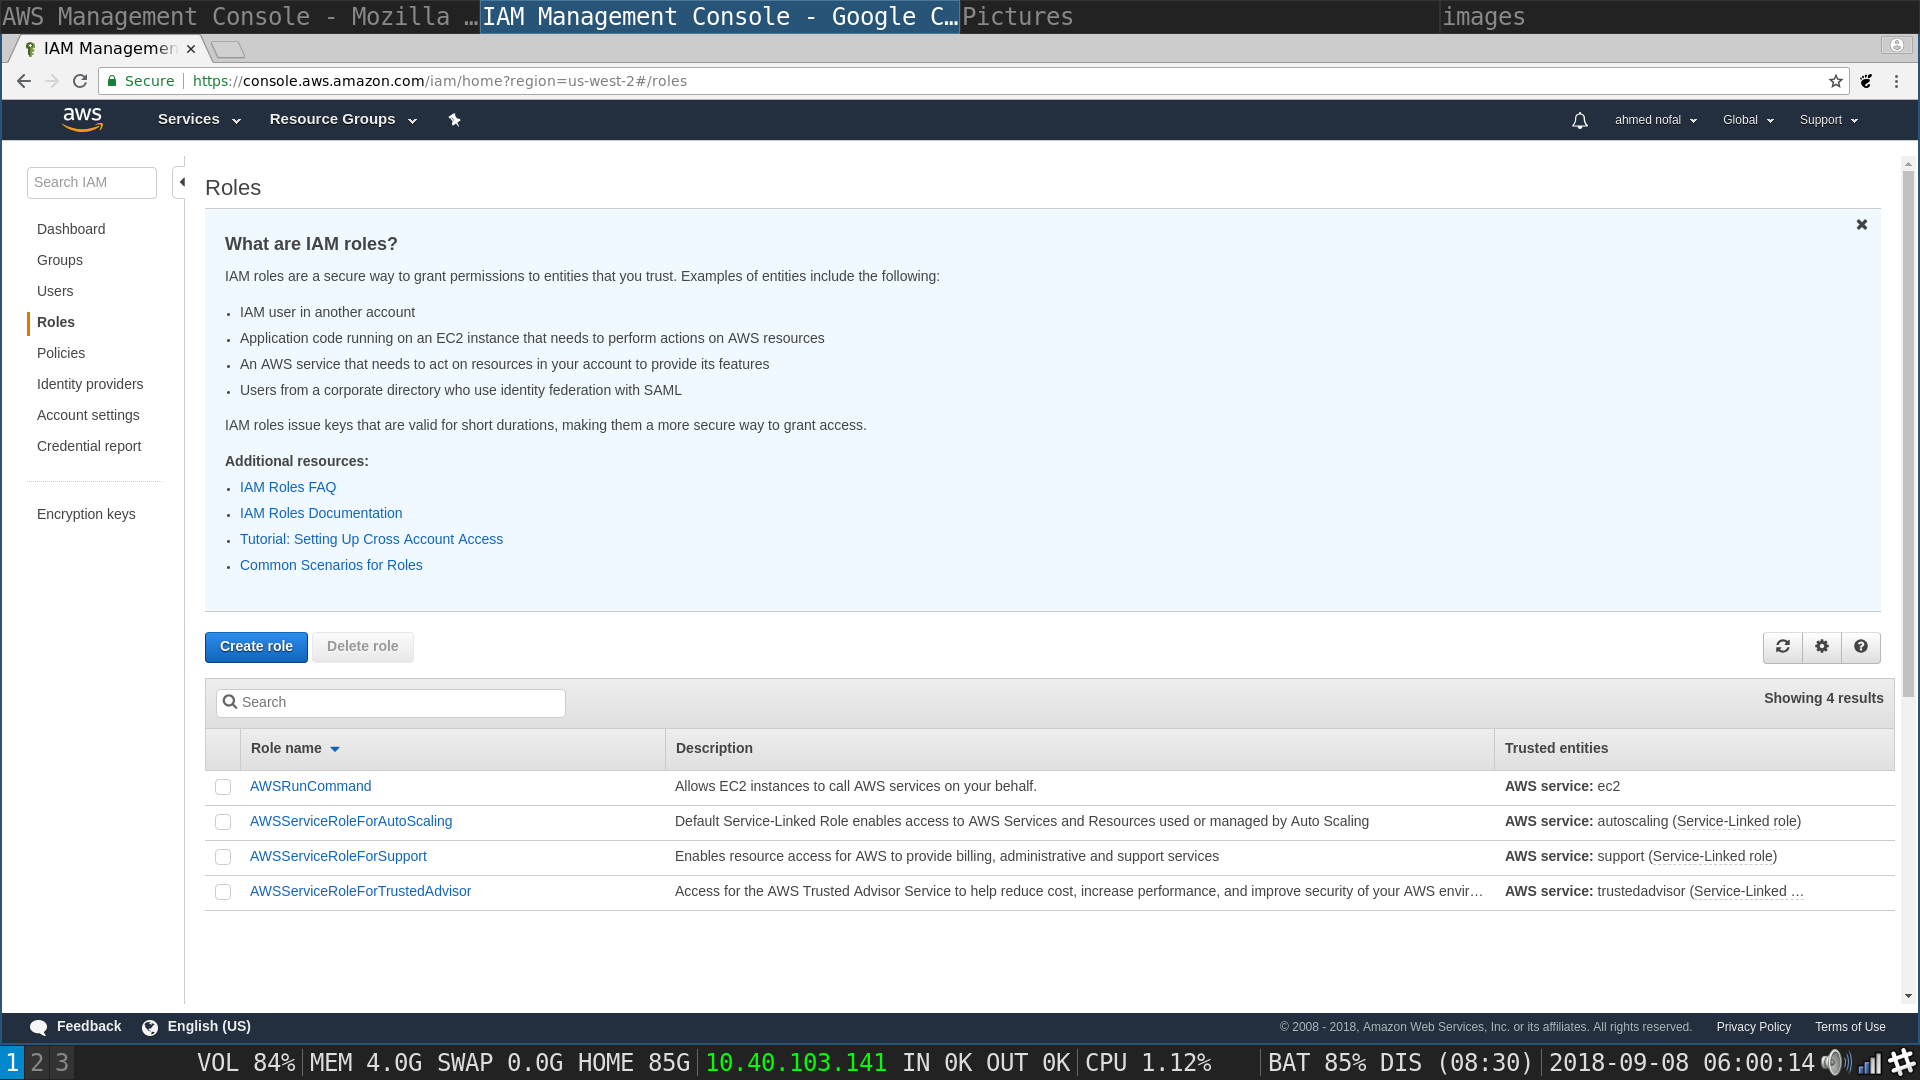 AWS Management Console - Mozilla …
IAM Management Console - Google C…
Pictures
images
IAM Managemen
Secure
https://console.aws.amazon.com/iam/home?region=us-west-2#/roles
aws
Services
Resource Groups
ahmed nofal
Global
Support
Search IAM
Dashboard
Groups
Users
Roles
Policies
Identity providers
Account settings
Credential report
Encryption keys
Roles
What are IAM roles?
IAM roles are a secure way to grant permissions to entities that you trust. Examples of entities include the following:
IAM user in another account
Application code running on an EC2 instance that needs to perform actions on AWS resources
An AWS service that needs to act on resources in your account to provide its features
Users from a corporate directory who use identity federation with SAML
IAM roles issue keys that are valid for short durations, making them a more secure way to grant access.
Additional resources:
IAM Roles FAQ
IAM Roles Documentation
Tutorial: Setting Up Cross Account Access
Common Scenarios for Roles
Create role
Delete role
Search
Showing 4 results
Role name Description Trusted entities
AWSRunCommand Allows EC2 instances to call AWS services on your behalf. AWS service: ec2
AWSServiceRoleForAutoScaling Default Service-Linked Role enables access to AWS Services and Resources used or managed by Auto Scaling AWS service: autoscaling (Service-Linked role)
AWSServiceRoleForSupport Enables resource access for AWS to provide billing, administrative and support services AWS service: support (Service-Linked role)
AWSServiceRoleForTrustedAdvisor Access for the AWS Trusted Advisor Service to help reduce cost, increase performance, and improve security of your AWS envir… AWS service: trustedadvisor (Service-Linked …
Feedback
English (US)
© 2008 - 2018, Amazon Web Services, Inc. or its affiliates. All rights reserved.
Privacy Policy
Terms of Use
1 2 3
VOL 84% MEM 4.0G SWAP 0.0G HOME 85G 10.40.103.141 IN 0K OUT 0K CPU 1.12% BAT 85% DIS (08:30) 2018-09-08 06:00:14